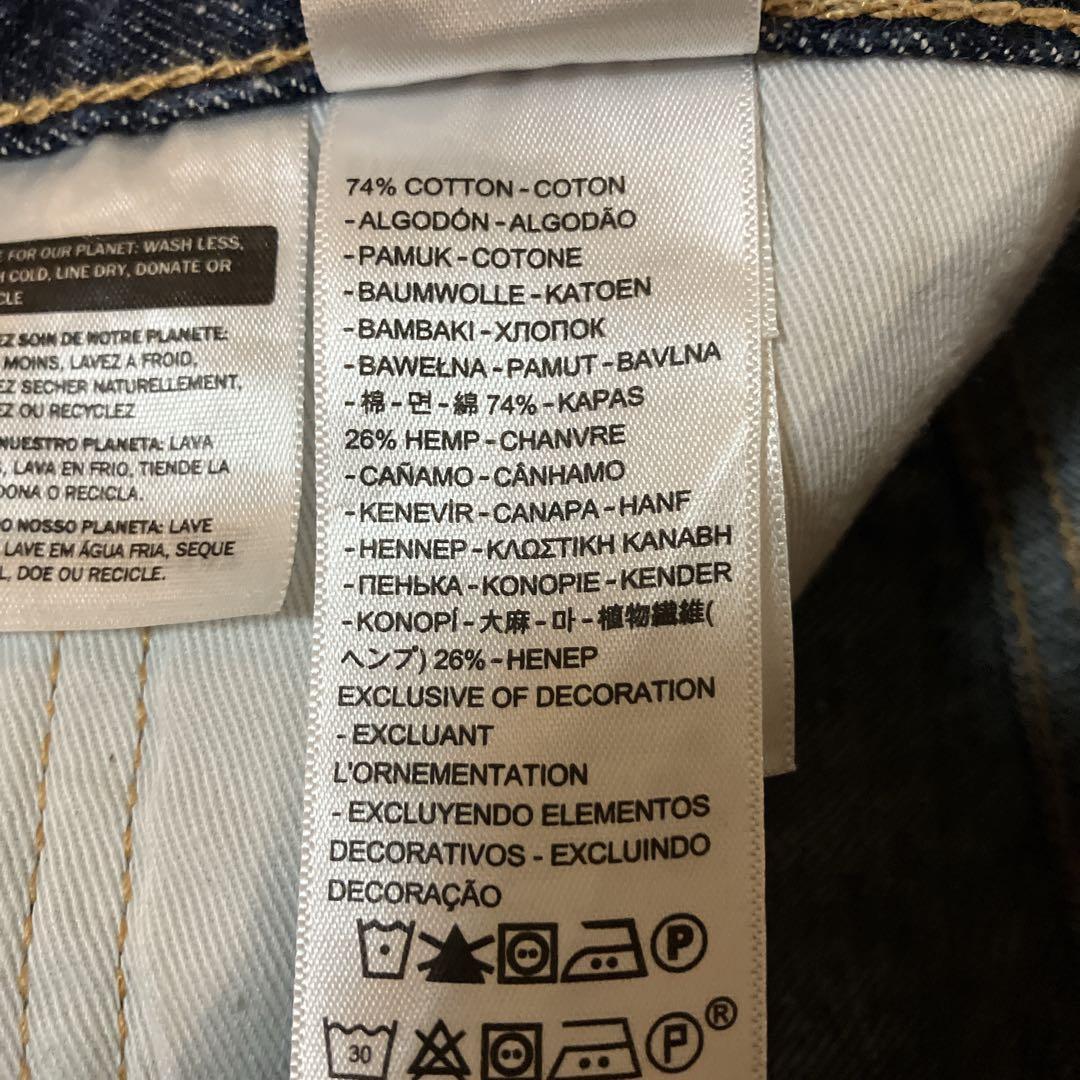 FOR OUR PLANET: WASH LESS,
COLD, LINE DRY, DONATE OR
CLE
EZ SOIN DE NOTRE PLANETE:
MOINS, LAVEZ A FROID,
EZ SECHER NATURELLEMENT,
EZ OU RECYCLEZ
NUESTRO PLANETA: LAVA
S, LAVA EN FRIO, TIENDE LA
DONA O RECICLA.
O NOSSO PLANETA: LAVE
LAVE EM ÁGUA FRIA, SEQUE
L, DOE OU RECICLE.
74% COTTON - COTON
- ALGODÓN - ALGODÃO
- PAMUK - COTONE
- BAUMWOLLE - KATOEN
- BAMBAKI - ХЛОПОК
- BAWEŁNA - PAMUT - BAVLNA
- 棉 - 면 - 綿 74% - KAPAS
26% HEMP - CHANVRE
- CAÑAMO - CÂNHAMO
- KENEVİR - CANAPA - HANF
- HENNEP - ΚΛΩΣΤΙΚΗ ΚΑΝΑΒΗ
- ПЕНЬКА - KONOPIE - KENDER
- KONOPÍ - 大麻 - 마 - 植物繊維(
ヘンプ) 26% - HENEP
EXCLUSIVE OF DECORATION
- EXCLUANT
L'ORNEMENTATION
- EXCLUYENDO ELEMENTOS
DECORATIVOS - EXCLUINDO
DECORAÇÃO
P
30 P ®